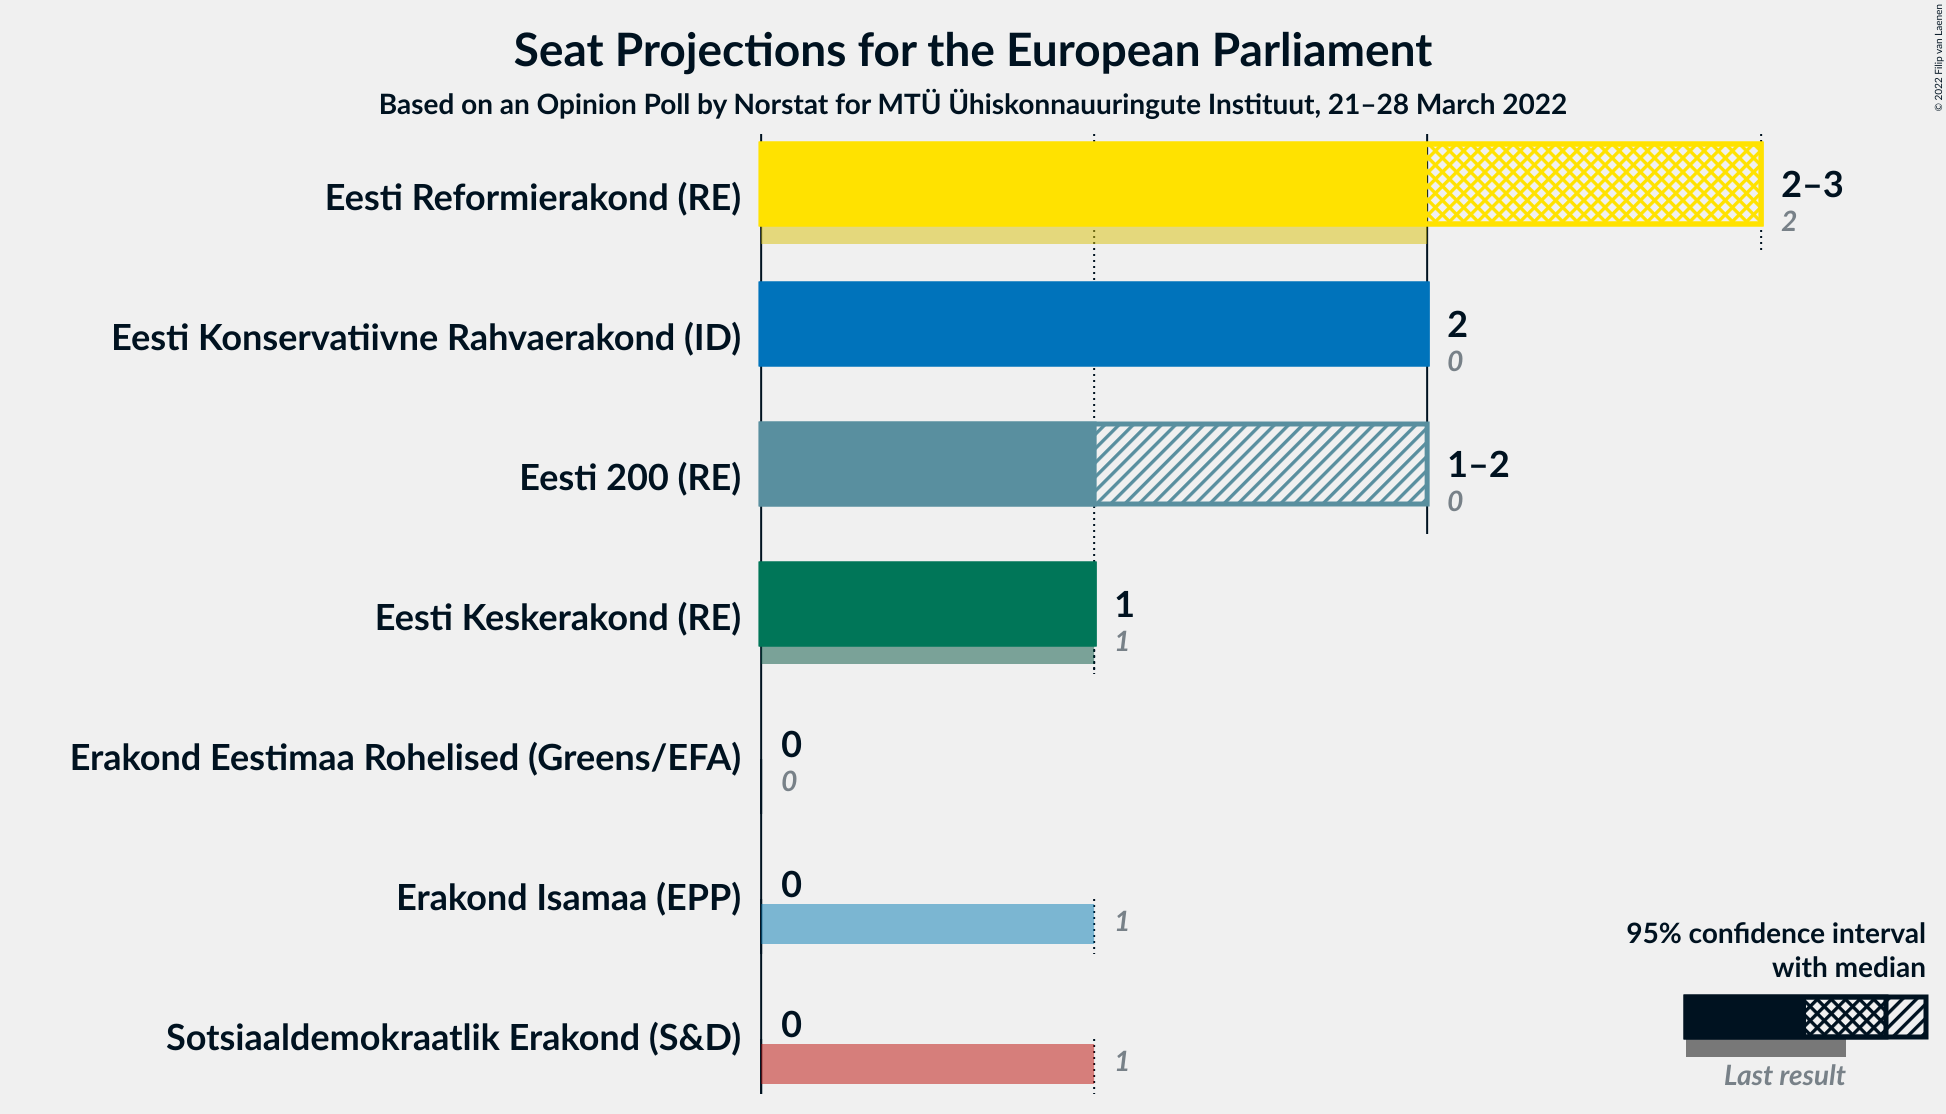 Seat Projections for the European Parliament
Based on an Opinion Poll by Norstat for MTÜ Ühiskonnauuringute Instituut, 21–28 March 2022
© 2022 Filip van Laenen
Eesti Reformierakond (RE)
2–3
2
Eesti Konservatiivne Rahvaerakond (ID)
2
0
Eesti 200 (RE)
1–2
0
Eesti Keskerakond (RE)
1
1
Erakond Eestimaa Rohelised (Greens/EFA)
0
0
Erakond Isamaa (EPP)
0
1
Sotsiaaldemokraatlik Erakond (S&D)
0
1
95% confidence interval
with median
Last result